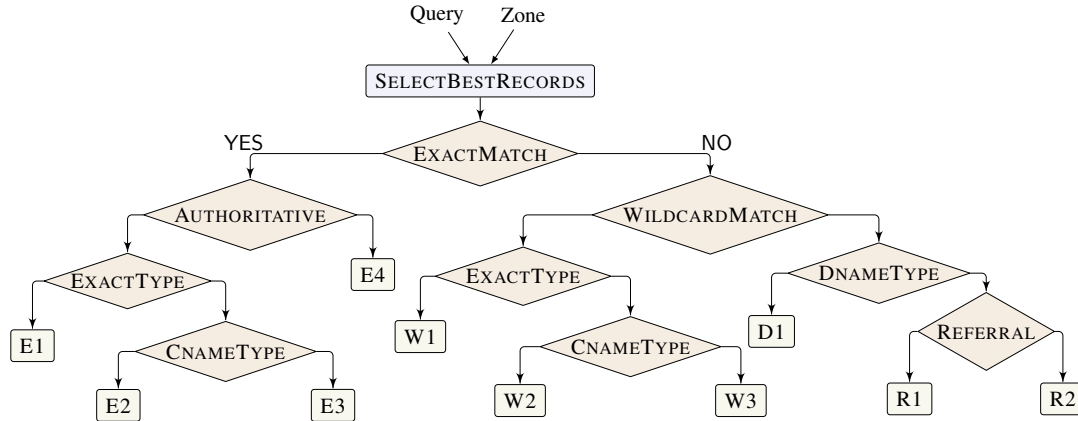 Query Zone
SELECTBESTRECORDS
YES EXACTMATCH NO
AUTHORITATIVE WILDCARDMATCH
EXACTTYPE E4 EXACTTYPE DNAMETYPE
E1 CNAMETYPE W1 CNAMETYPE D1 REFERRAL
E2 E3 W2 W3 R1 R2